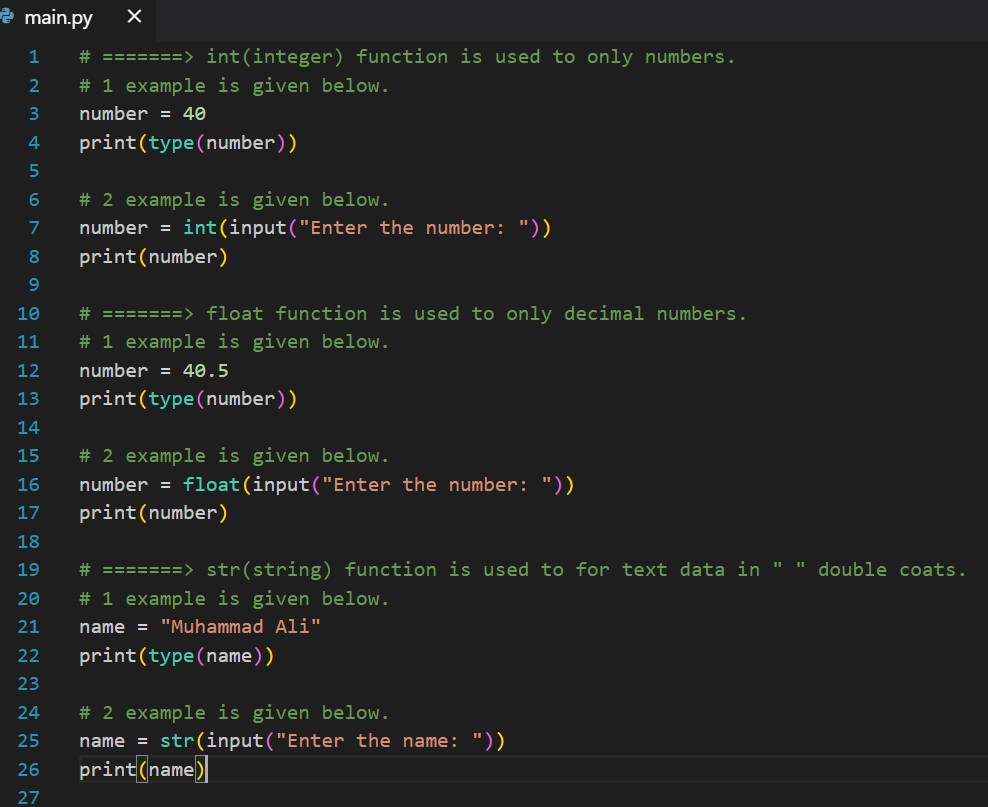 main.py
1 # =======> int(integer) function is used to only numbers.
2 # 1 example is given below.
3 number = 40
4 print(type(number))
5
6 # 2 example is given below.
7 number = int(input("Enter the number: "))
8 print(number)
9
10 # =======> float function is used to only decimal numbers.
11 # 1 example is given below.
12 number = 40.5
13 print(type(number))
14
15 # 2 example is given below.
16 number = float(input("Enter the number: "))
17 print(number)
18
19 # =======> str(string) function is used to for text data in " " double coats.
20 # 1 example is given below.
21 name = "Muhammad Ali"
22 print(type(name))
23
24 # 2 example is given below.
25 name = str(input("Enter the name: "))
26 print(name)
27